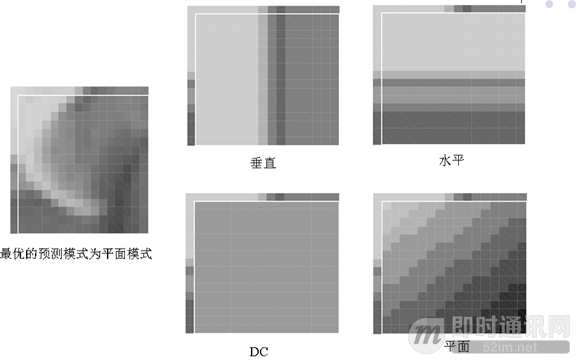 垂直
水平
最优的预测模式为平面模式
DC
平面
即时通讯网
52im.net